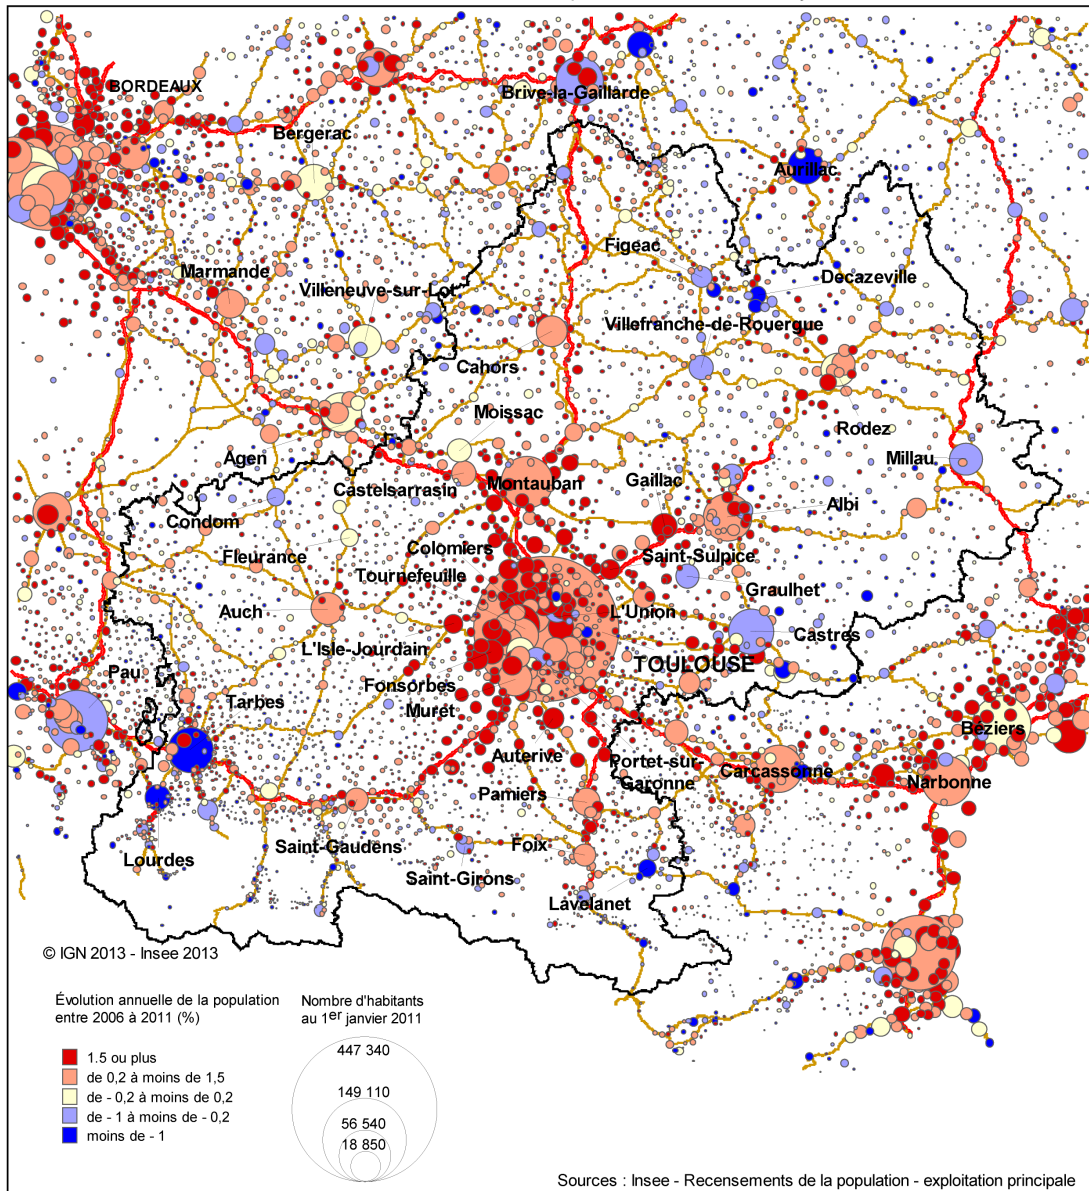 BORDEAUX
Brive-la-Gaillarde
Bergerac
Aurillac
Figeac
Marmande
Decazeville
Villeneuve-sur-Lot
Villefranche-de-Rouergue
Cahors
Moissac
Rodez
Agen
Millau
Gaillac
Montauban
Castelsarrasin
Albi
Condom
Colomiers
Saint-Sulpice
Fleurance
Tournefeuille
Graulhet
Auch
L'Union
Castres
L'Isle-Jourdain
TOULOUSE
Pau
Fonsorbes
Tarbes
Muret
Béziers
Auterive
Portet-sur-
Garonne
Carcassonne
Narbonne
Pamiers
Saint-Gaudens
Foix
Lourdes
Saint-Girons
Lavelanet
© IGN 2013 - Insee 2013
Évolution annuelle de la population
entre 2006 à 2011 (%)
1.5 ou plus
de 0,2 à moins de 1,5
de - 0,2 à moins de 0,2
de - 1 à moins de - 0,2
moins de - 1
Nombre d'habitants
au 1er janvier 2011
447 340
149 110
56 540
18 850
Sources : Insee - Recensements de la population - exploitation principale